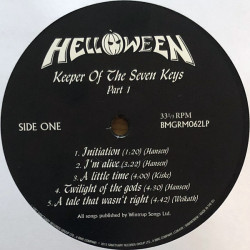 HELLOWEEN
Keeper Of The Seven Keys
Part 1
SIDE ONE
33⅓ RPM
BMGRM062LP
1. Initiation (1.20) (Hansen)
2. I'm alive (3.22) (Hansen)
3. A little time (4.00) (Kiske)
4. Twilight of the gods (4.30) (Hansen)
5. A tale that wasn't right (4.42) (Weikath)
All songs published by Wintrup Songs Ltd.